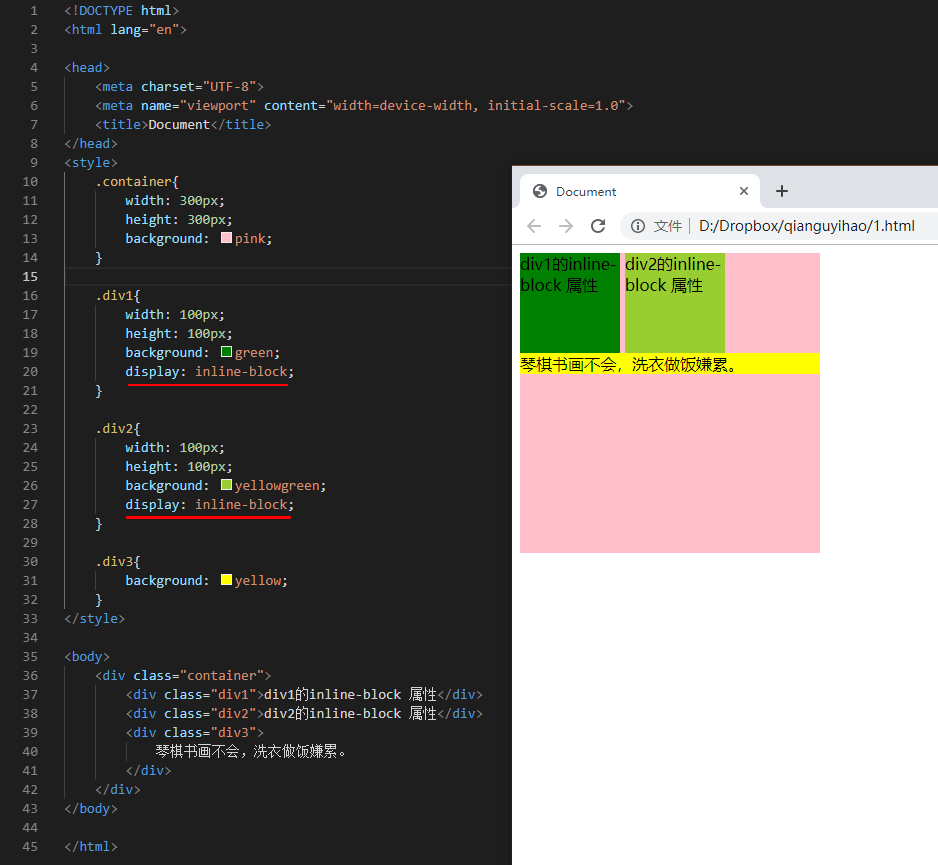 1 <!DOCTYPE html>
2 <html lang="en">
3
4 <head>
5     <meta charset="UTF-8">
6     <meta name="viewport" content="width=device-width, initial-scale=1.0">
7     <title>Document</title>
8 </head>
9 <style>
10     .container{
11         width: 300px;
12         height: 300px;
13         background: pink;
14     }
15
16     .div1{
17         width: 100px;
18         height: 100px;
19         background: green;
20         display: inline-block;
21     }
22
23     .div2{
24         width: 100px;
25         height: 100px;
26         background: yellowgreen;
27         display: inline-block;
28     }
29
30     .div3{
31         background: yellow;
32     }
33 </style>
34
35 <body>
36     <div class="container">
37         <div class="div1">div1的inline-block 属性</div>
38         <div class="div2">div2的inline-block 属性</div>
39         <div class="div3">
40             琴棋书画不会，洗衣做饭嫌累。
41         </div>
42     </div>
43 </body>
44
45 </html>
Document
文件 D:/Dropbox/qianguyihao/1.html
div1的inline-
block 属性
div2的inline-
block 属性
琴棋书画不会，洗衣做饭嫌累。